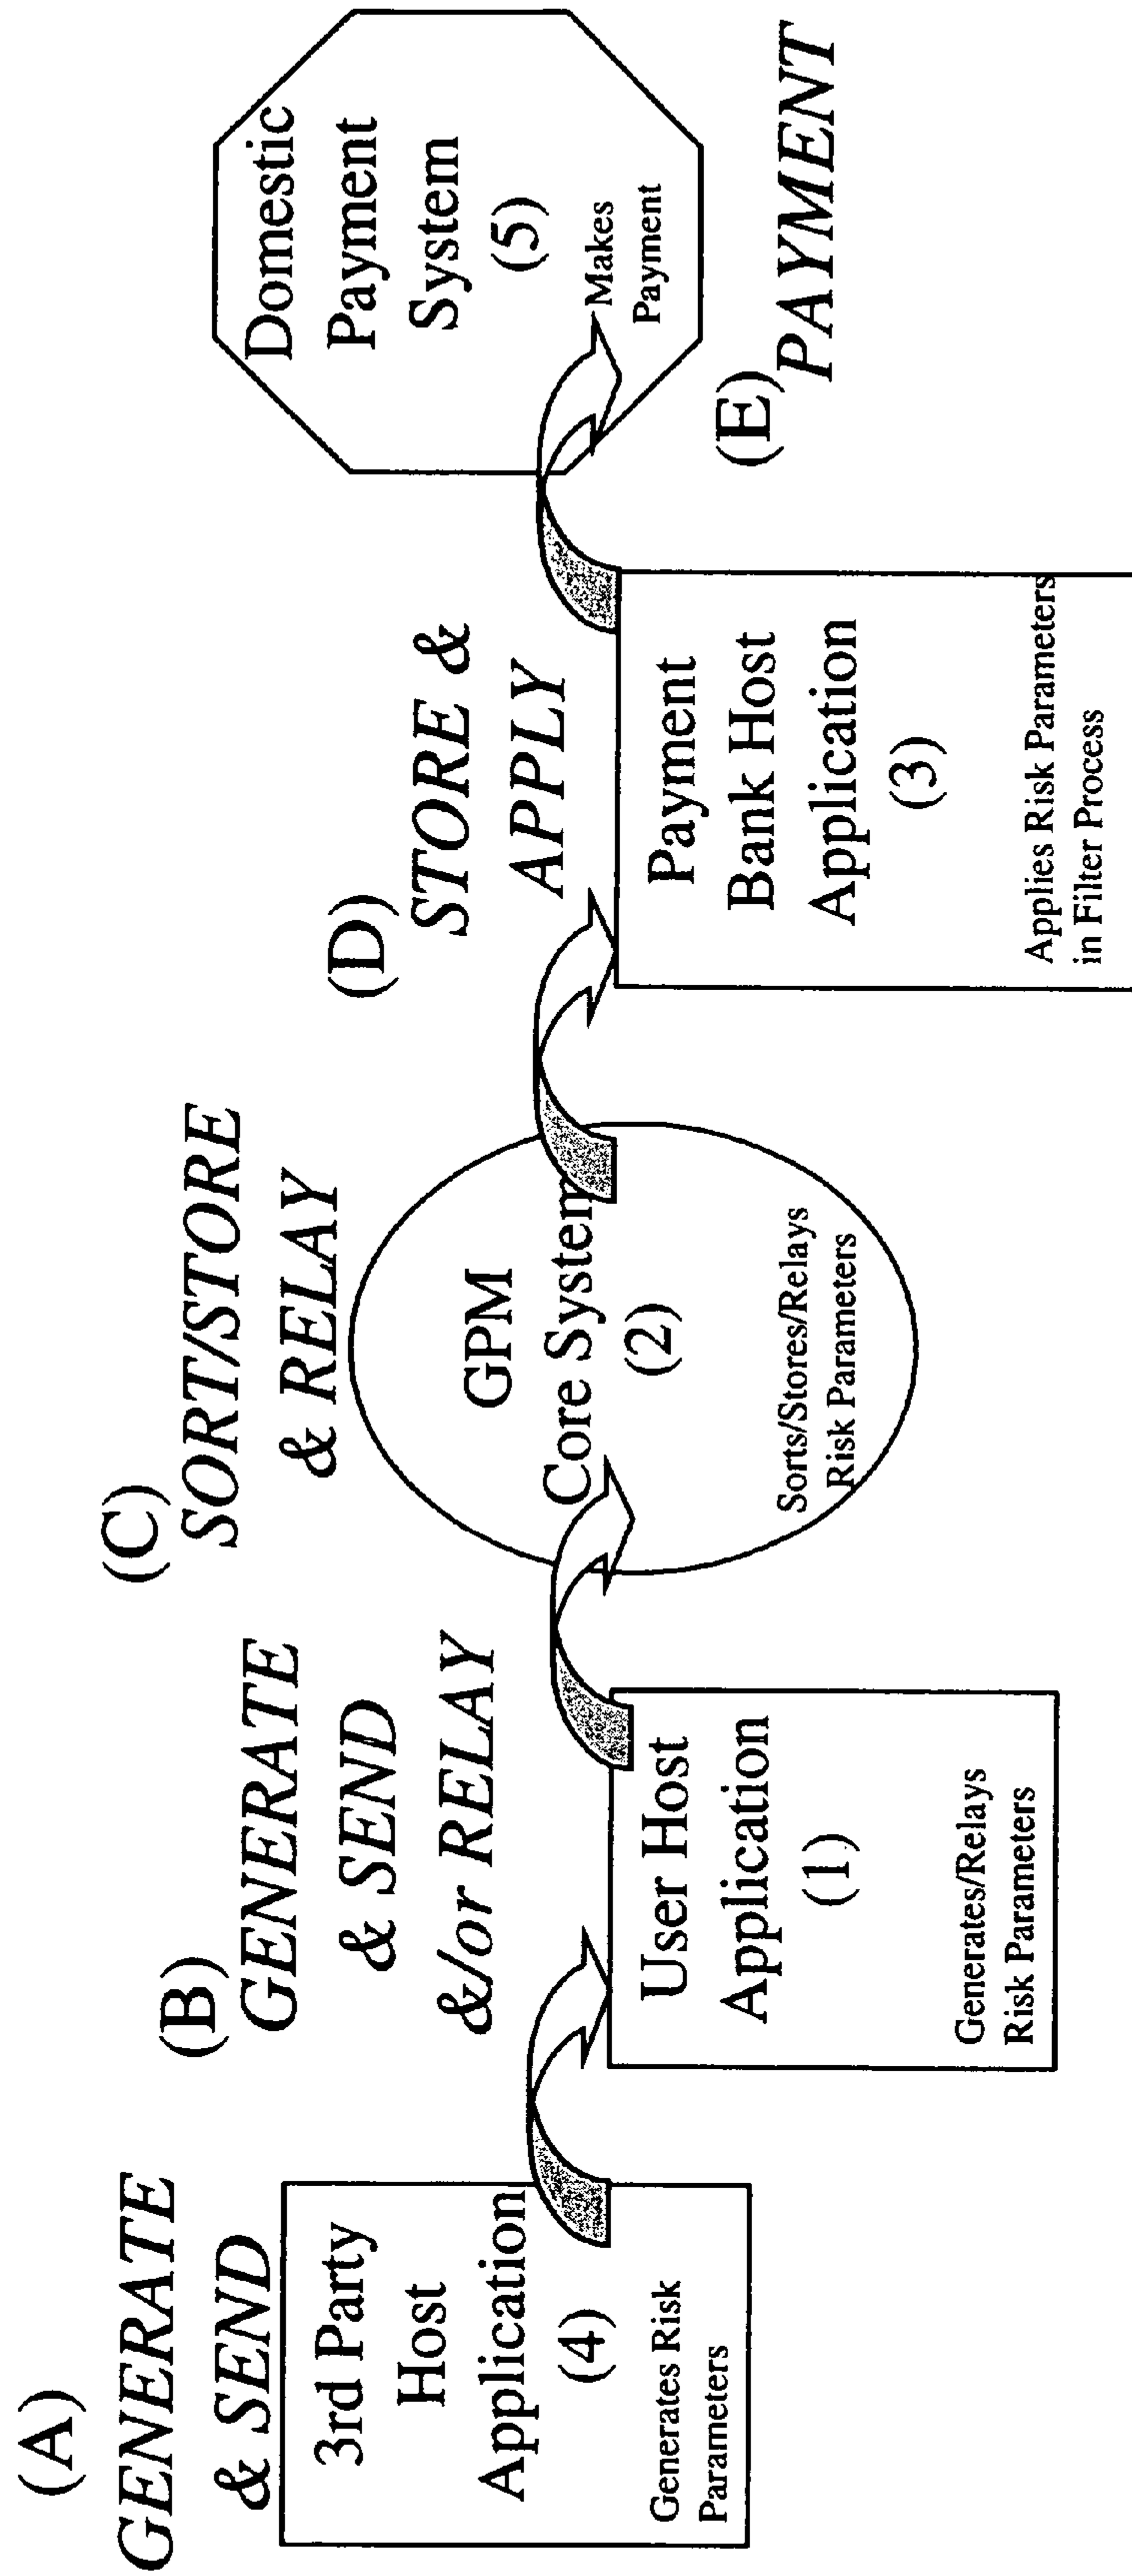 (A)
GENERATE
& SEND
3rd Party
Host
Application
(4)
Generates Risk
Parameters
(B)
GENERATE
& SEND
&/or RELAY
User Host
Application
(1)
Generates/Relays
Risk Parameters
(C)
SORT/STORE
& RELAY
GPM
Core System
(2)
Sorts/Stores/Relays
Risk Parameters
(D)
STORE &
APPLY
Payment
Bank Host
Application
(3)
Applies Risk Parameters
in Filter Process
Domestic
Payment
System
(5)
Makes
Payment
(E)
PAYMENT